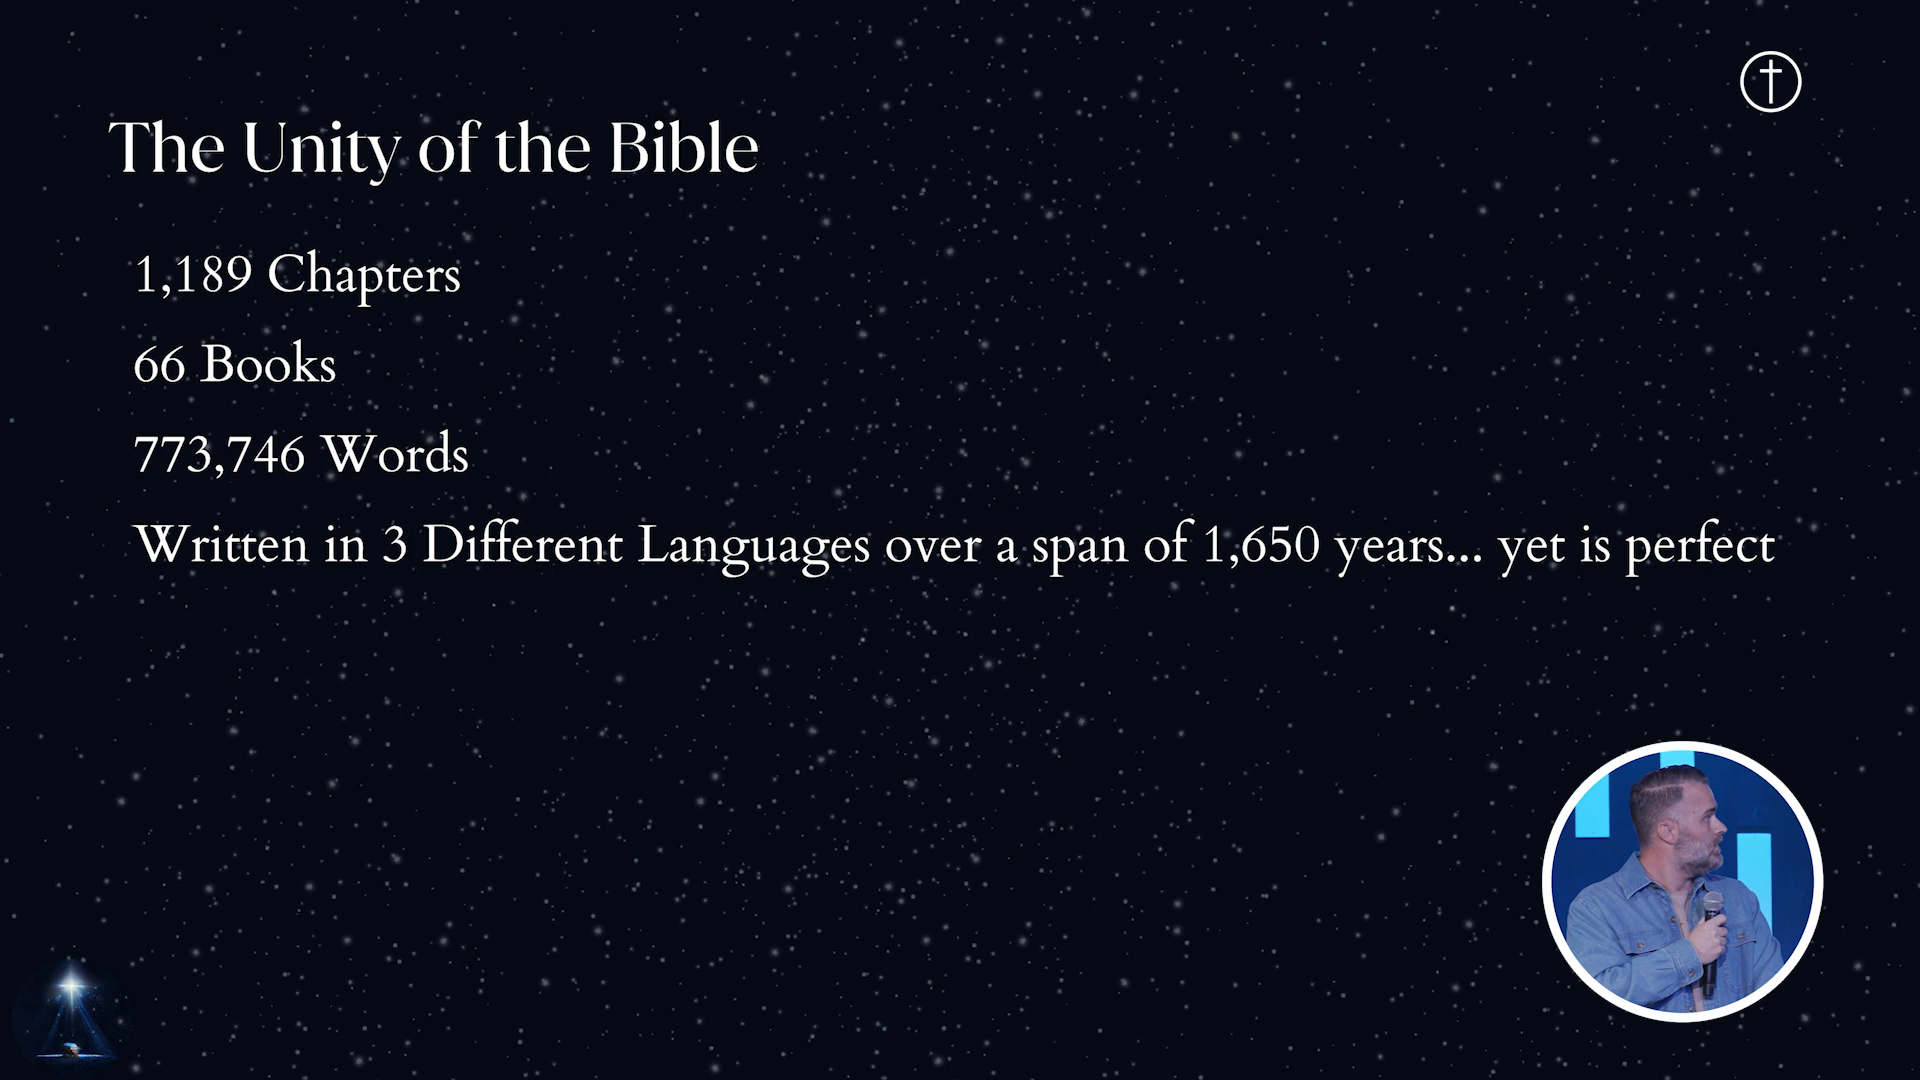 The Unity of the Bible
1,189 Chapters
66 Books
773,746 Words
Written in 3 Different Languages over a span of 1,650 years... yet is perfect